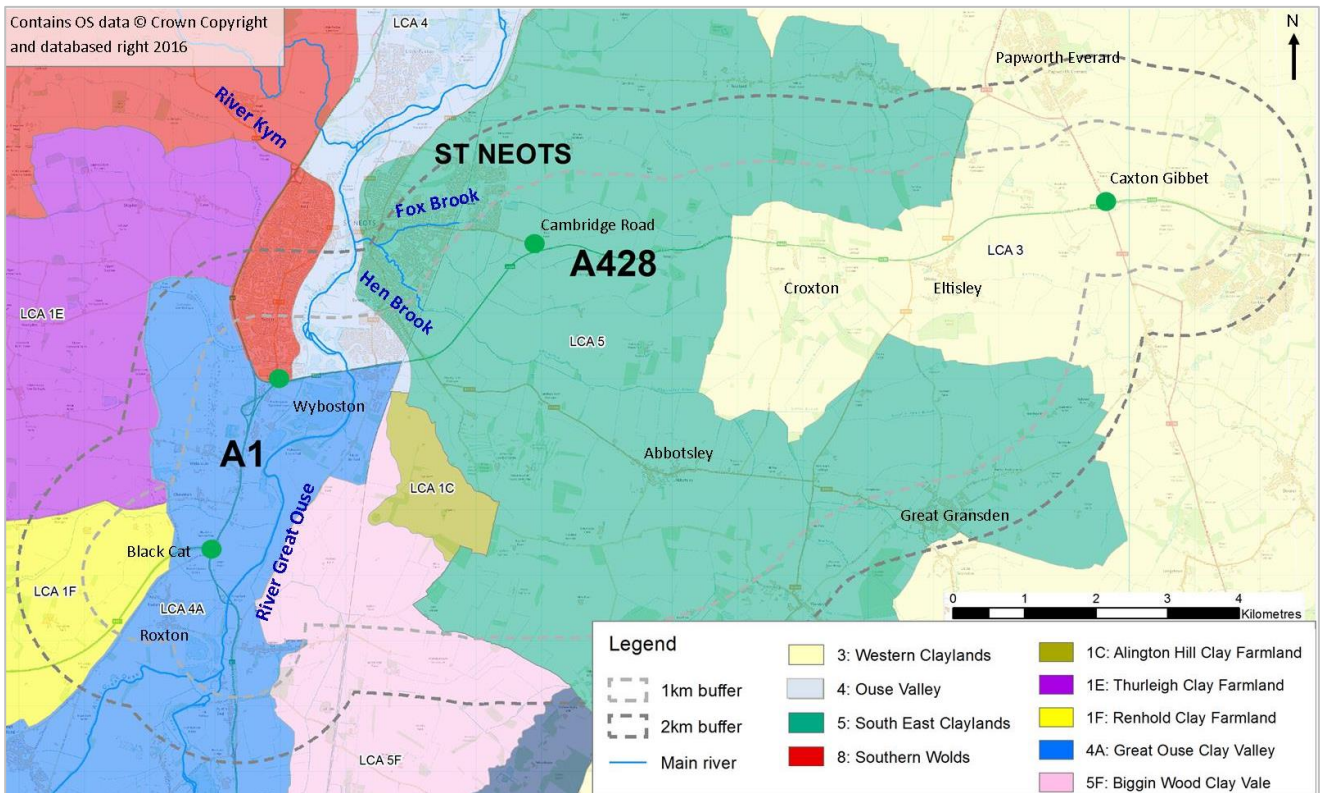 Contains OS data © Crown Copyright
and databased right 2016
LCA 4
N
Papworth Everard
River Kym
ST NEOTS
Caxton Gibbet
Fox Brook
Cambridge Road
A428
LCA 3
Hen Brook
Croxton
Eltisley
LCA 1E
LCA 5
Wyboston
A1
Abbotsley
LCA 1C
Great Gransden
River Great Ouse
Black Cat
LCA 1F
LCA 4A
Roxton
0 1 2 3 4
Kilometres
LCA 5F
Legend
1km buffer
2km buffer
Main river
3: Western Claylands
4: Ouse Valley
5: South East Claylands
8: Southern Wolds
1C: Alington Hill Clay Farmland
1E: Thurleigh Clay Farmland
1F: Renhold Clay Farmland
4A: Great Ouse Clay Valley
5F: Biggin Wood Clay Vale